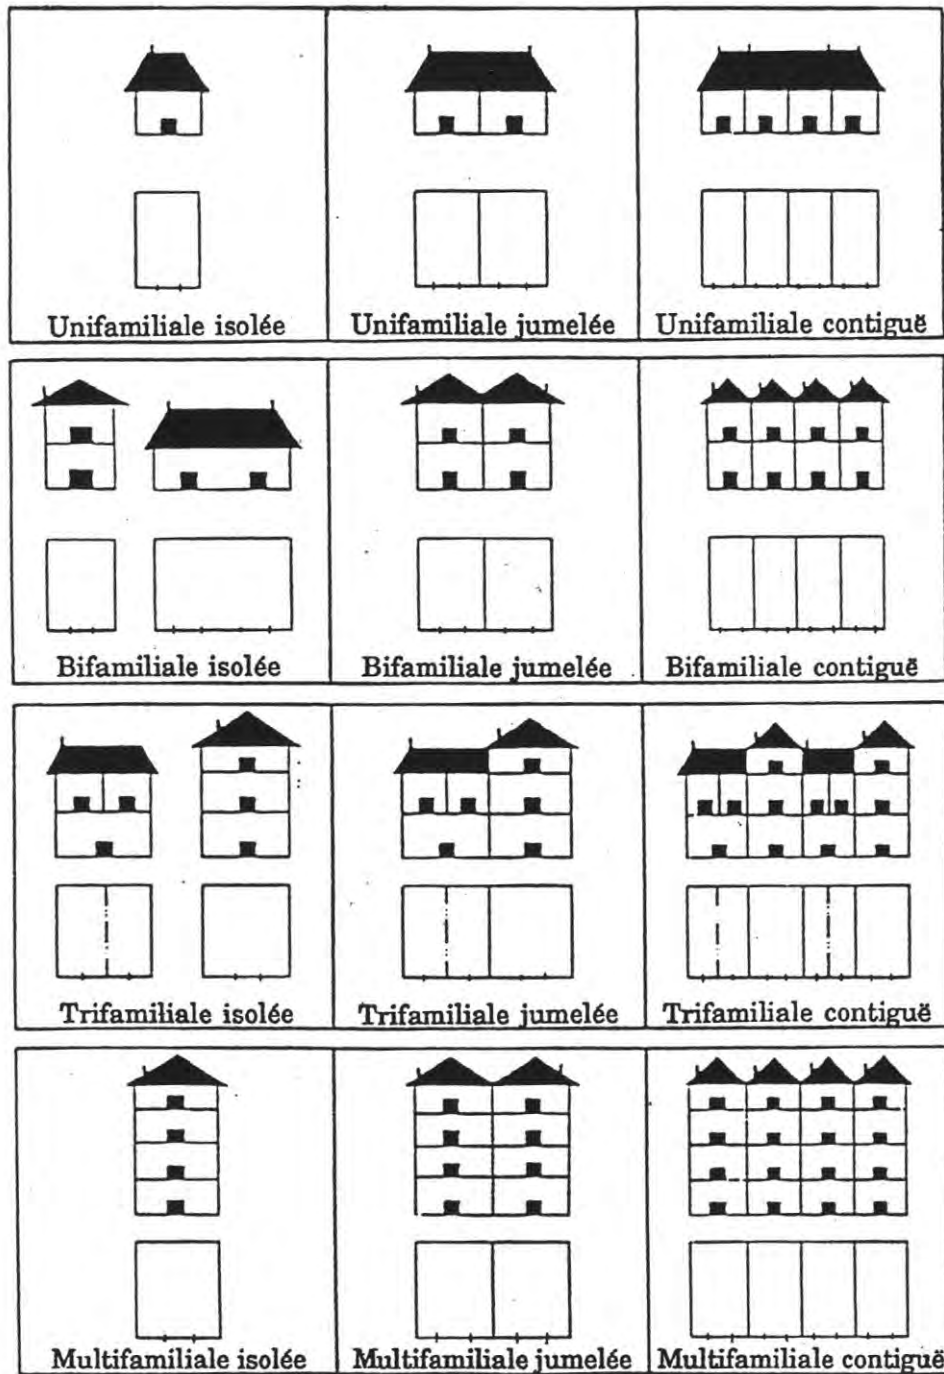 Unifamiliale isolée
Unifamiliale jumelée
Unifamiliale contiguë
Bifamiliale isolée
Bifamiliale jumelée
Bifamiliale contiguë
Trifamiliale isolée
Trifamiliale jumelée
Trifamiliale contiguë
Multifamiliale isolée
Multifamiliale jumelée
Multifamiliale contiguë